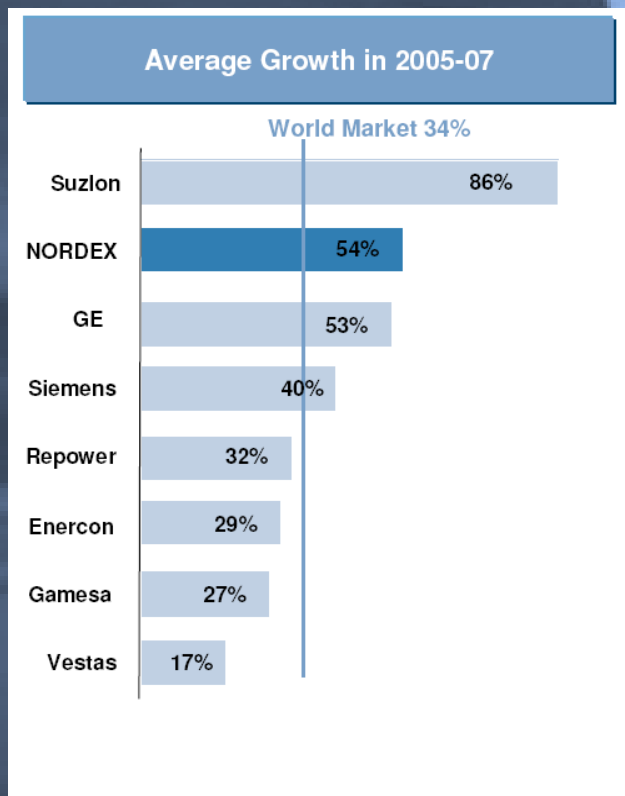 Average Growth in 2005-07
World Market 34%
Suzlon 86%
NORDEX 54%
GE 53%
Siemens 40%
Repower 32%
Enercon 29%
Gamesa 27%
Vestas 17%